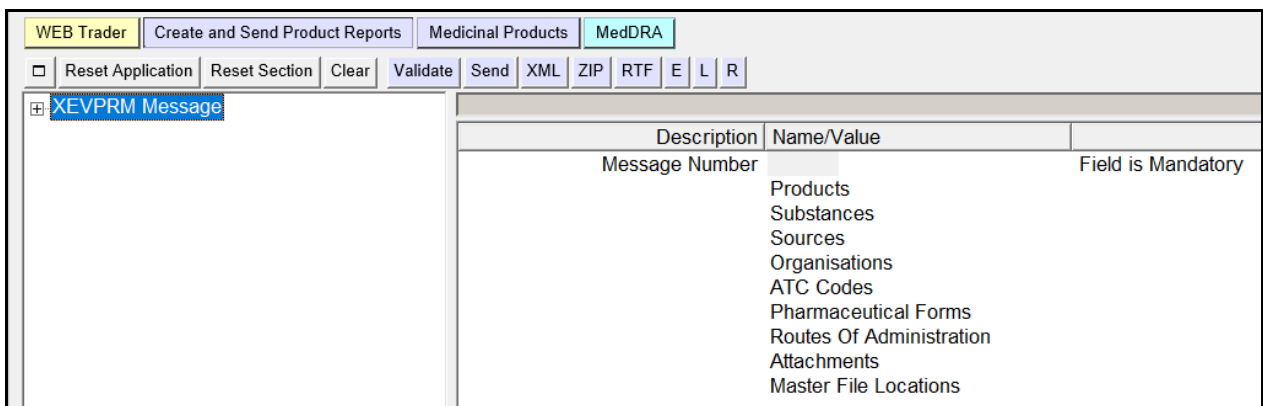 WEB Trader Create and Send Product Reports Medicinal Products MedDRA
Reset Application Reset Section Clear Validate Send XML ZIP RTF E L R
XEVPRM Message
Description Name/Value
Message Number Field is Mandatory
Products
Substances
Sources
Organisations
ATC Codes
Pharmaceutical Forms
Routes Of Administration
Attachments
Master File Locations